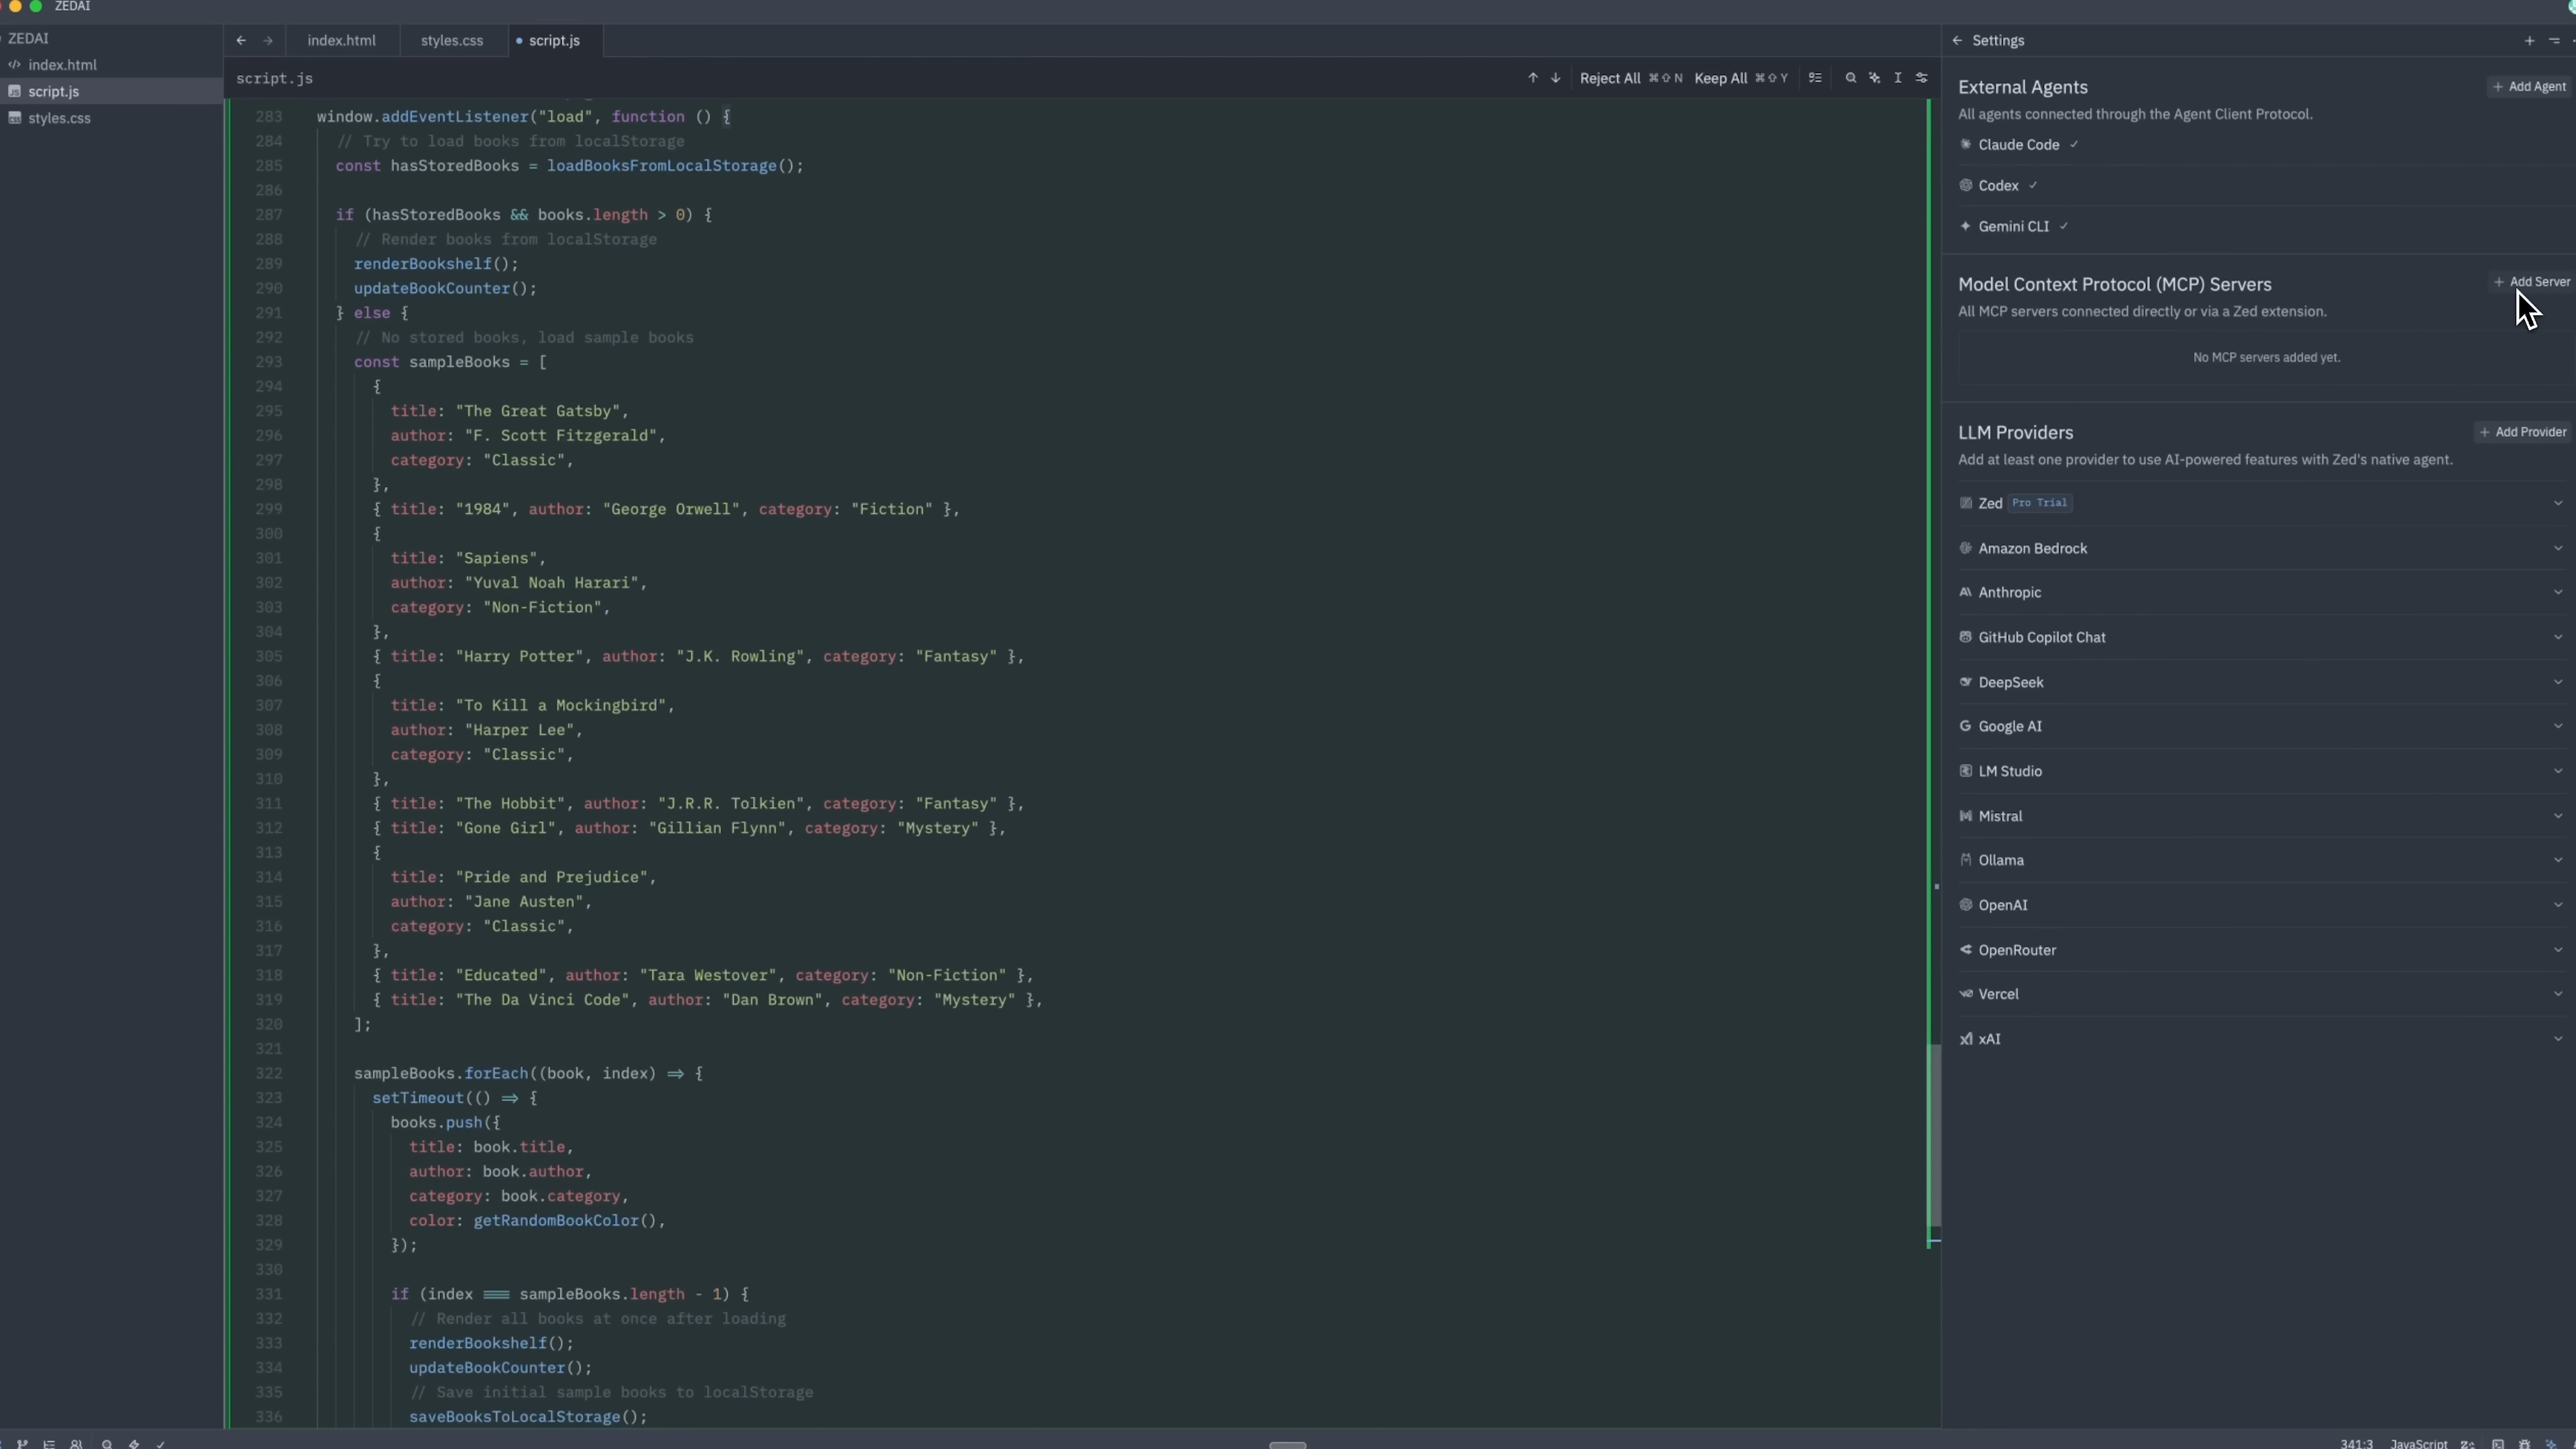 ZEDAI
ZEDAI
index.html
script.js
styles.css
index.html
styles.css
script.js
script.js
Reject All ⌘⇧N Keep All ⌘⇧Y
283 window.addEventListener("load", function () {
284 // Try to load books from localStorage
285 const hasStoredBooks = loadBooksFromLocalStorage();
286
287 if (hasStoredBooks && books.length > 0) {
288 // Render books from localStorage
289 renderBookshelf();
290 updateBookCounter();
291 } else {
292 // No stored books, load sample books
293 const sampleBooks = [
294 {
295 title: "The Great Gatsby",
296 author: "F. Scott Fitzgerald",
297 category: "Classic",
298 },
299 { title: "1984", author: "George Orwell", category: "Fiction" },
300 {
301 title: "Sapiens",
302 author: "Yuval Noah Harari",
303 category: "Non-Fiction",
304 },
305 { title: "Harry Potter", author: "J.K. Rowling", category: "Fantasy" },
306 {
307 title: "To Kill a Mockingbird",
308 author: "Harper Lee",
309 category: "Classic",
310 },
311 { title: "The Hobbit", author: "J.R.R. Tolkien", category: "Fantasy" },
312 { title: "Gone Girl", author: "Gillian Flynn", category: "Mystery" },
313 {
314 title: "Pride and Prejudice",
315 author: "Jane Austen",
316 category: "Classic",
317 },
318 { title: "Educated", author: "Tara Westover", category: "Non-Fiction" },
319 { title: "The Da Vinci Code", author: "Dan Brown", category: "Mystery" },
320 ];
321
322 sampleBooks.forEach((book, index) => {
323 setTimeout(() => {
324 books.push({
325 title: book.title,
326 author: book.author,
327 category: book.category,
328 color: getRandomBookColor(),
329 });
330
331 if (index === sampleBooks.length - 1) {
332 // Render all books at once after loading
333 renderBookshelf();
334 updateBookCounter();
335 // Save initial sample books to localStorage
336 saveBooksToLocalStorage();
Settings
External Agents
+ Add Agent
All agents connected through the Agent Client Protocol.
Claude Code ✓
Codex ✓
Gemini CLI ✓
Model Context Protocol (MCP) Servers
+ Add Server
All MCP servers connected directly or via a Zed extension.
No MCP servers added yet.
LLM Providers
+ Add Provider
Add at least one provider to use AI-powered features with Zed's native agent.
Zed Pro Trial
Amazon Bedrock
Anthropic
GitHub Copilot Chat
DeepSeek
Google AI
LM Studio
Mistral
Ollama
OpenAI
OpenRouter
Vercel
xAI
341:3 JavaScript